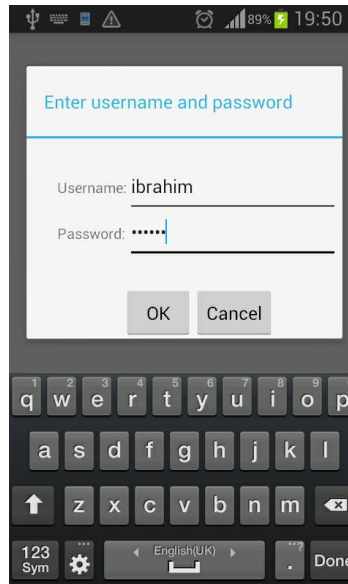 89% 19:50
Enter username and password
Username: ibrahim
Password: ••••••
OK Cancel
1 2 3 4 5 6 7 8 9
q w e r t y u i o p
a s d f g h j k l
z x c v b n m
123 English(UK) ...?
Sym . Done